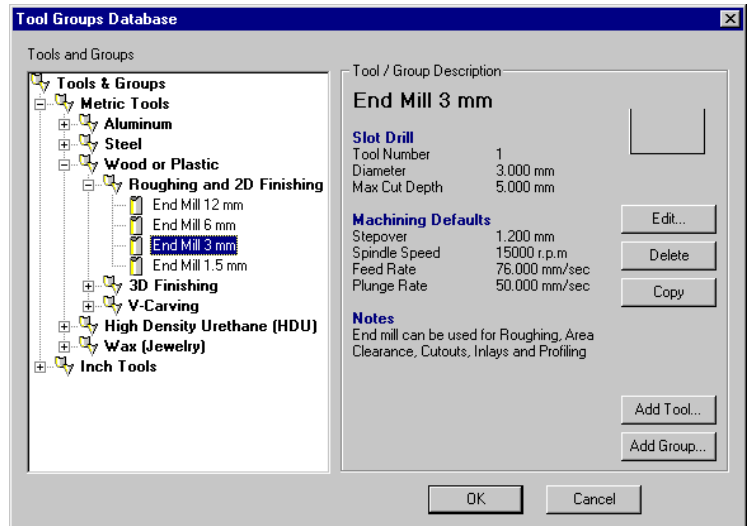 Tool Groups Database
Tools and Groups
Tools & Groups
Metric Tools
Aluminum
Steel
Wood or Plastic
Roughing and 2D Finishing
End Mill 12 mm
End Mill 6 mm
End Mill 3 mm
End Mill 1.5 mm
3D Finishing
V-Carving
High Density Urethane (HDU)
Wax (Jewelry)
Inch Tools
Tool / Group Description
End Mill 3 mm
Slot Drill
Tool Number 1
Diameter 3.000 mm
Max Cut Depth 5.000 mm
Machining Defaults
Stepover 1.200 mm
Spindle Speed 15000 r.p.m
Feed Rate 76.000 mm/sec
Plunge Rate 50.000 mm/sec
Notes
End mill can be used for Roughing, Area
Clearance, Cutouts, Inlays and Profiling
Edit...
Delete
Copy
Add Tool...
Add Group...
OK
Cancel